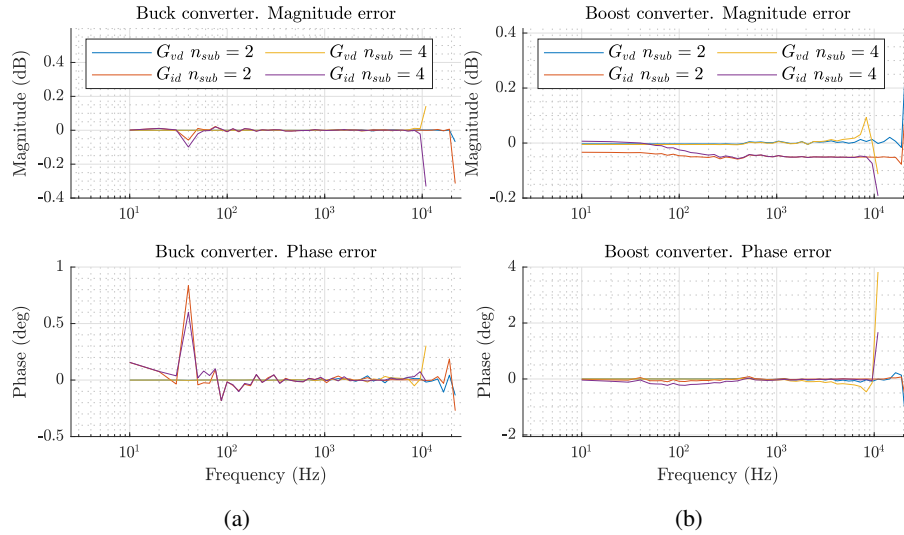 Buck converter. Magnitude error
Magnitude (dB)
0.4
0.2
0
-0.2
-0.4
G_vd n_sub = 2
G_vd n_sub = 4
G_id n_sub = 2
G_id n_sub = 4
10^1
10^2
10^3
10^4
Buck converter. Phase error
Phase (deg)
1
0.5
0
-0.5
10^1
10^2
10^3
10^4
Frequency (Hz)
(a)
Boost converter. Magnitude error
Magnitude (dB)
0.4
0.2
0
-0.2
G_vd n_sub = 2
G_vd n_sub = 4
G_id n_sub = 2
G_id n_sub = 4
10^1
10^2
10^3
10^4
Boost converter. Phase error
Phase (deg)
4
2
0
-2
10^1
10^2
10^3
10^4
Frequency (Hz)
(b)